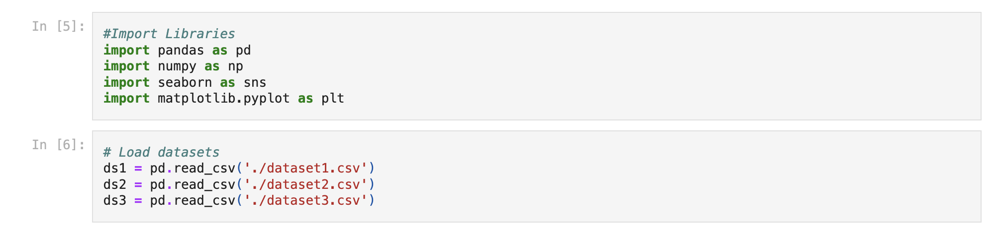 In [5]:
#Import Libraries
import pandas as pd
import numpy as np
import seaborn as sns
import matplotlib.pyplot as plt
In [6]:
# Load datasets
ds1 = pd.read_csv('./dataset1.csv')
ds2 = pd.read_csv('./dataset2.csv')
ds3 = pd.read_csv('./dataset3.csv')